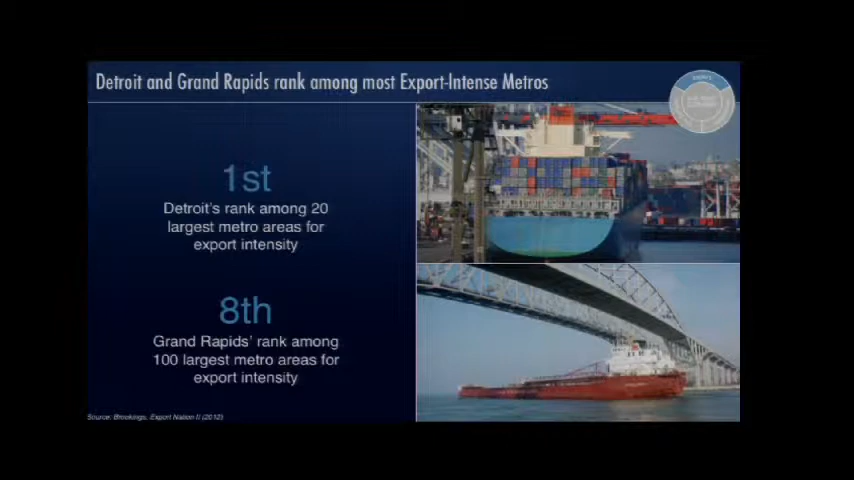 Detroit and Grand Rapids rank among most Export-Intense Metros
1st
Detroit's rank among 20
largest metro areas for
export intensity
8th
Grand Rapids' rank among
100 largest metro areas for
export intensity
Source: Brookings, Export Nation II (2012)